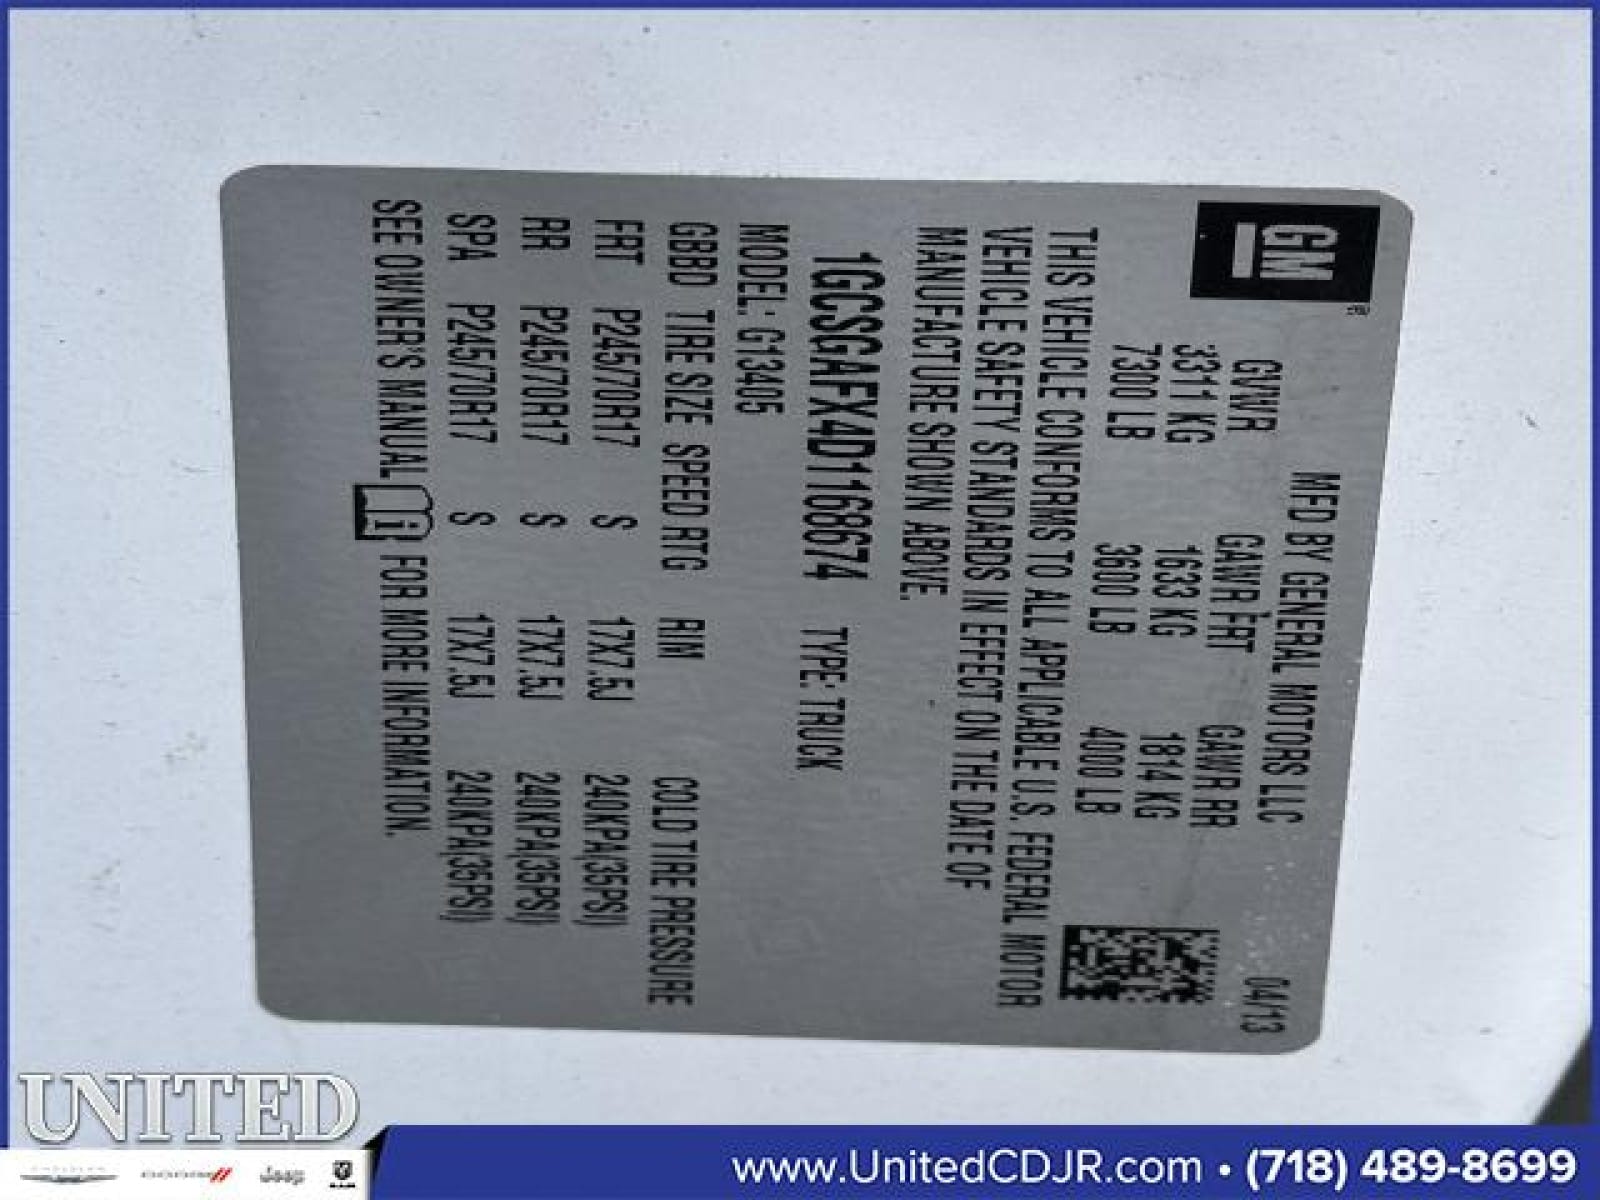 GM
MFD BY GENERAL MOTORS LLC 04/13
GVWR GAWR FRT GAWR RR
3311 KG 1633 KG 1814 KG
7300 LB 3600 LB 4000 LB
THIS VEHICLE CONFORMS TO ALL APPLICABLE U.S. FEDERAL MOTOR
VEHICLE SAFETY STANDARDS IN EFFECT ON THE DATE OF
MANUFACTURE SHOWN ABOVE.
1GCSGAFX4D1168674 TYPE: TRUCK
MODEL: G13405
GBBD TIRE SIZE SPEED RTG RIM COLD TIRE PRESSURE
FRT P245/70R17 S 17X7.5J 240KPA(35PSI)
RR P245/70R17 S 17X7.5J 240KPA(35PSI)
SPA P245/70R17 S 17X7.5J 240KPA(35PSI)
SEE OWNER'S MANUAL i FOR MORE INFORMATION.
UNITED
CHRYSLER DODGE Jeep RAM
www.UnitedCDJR.com • (718) 489-8699